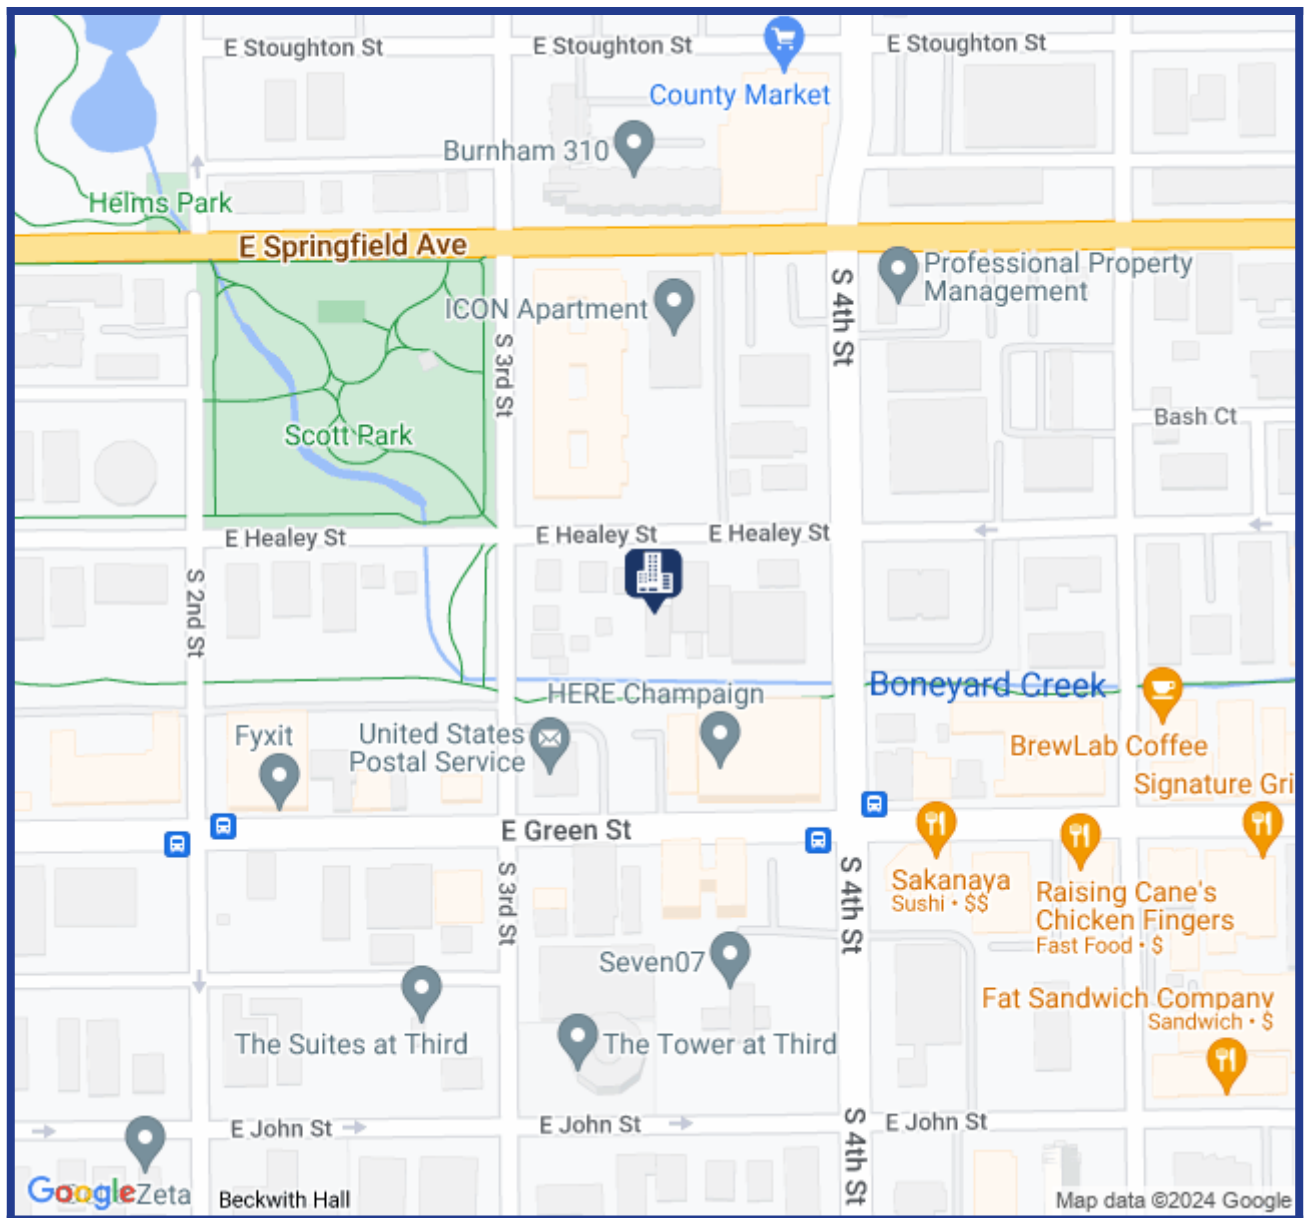 E Stoughton St
E Stoughton St
E Stoughton St
County Market
Burnham 310
Helms Park
E Springfield Ave
Professional Property
Management
S 4th St
ICON Apartment
S 3rd St
Bash Ct
Scott Park
E Healey St
E Healey St
E Healey St
S 2nd St
Boneyard Creek
HERE Champaign
Fyxit
United States
Postal Service
BrewLab Coffee
Signature Gri
E Green St
S 3rd St
S 4th St
Sakanaya
Sushi • $$
Raising Cane's
Chicken Fingers
Fast Food • $
Seven07
Fat Sandwich Company
Sandwich • $
The Suites at Third
The Tower at Third
E John St
E John St
E John St
S 4th St
Google
Zeta
Beckwith Hall
Map data ©2024 Google